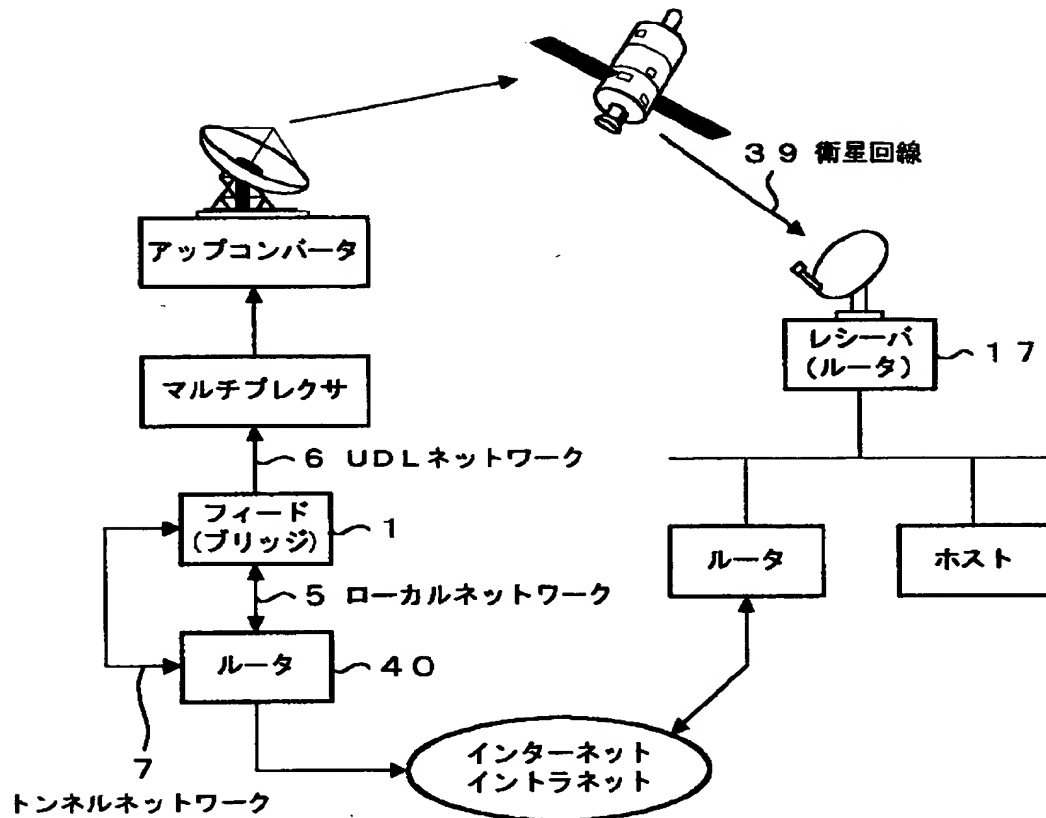 ３９ 衛星回線
アップコンバータ
レシーバ
(ルータ)
１７
マルチプレクサ
６ ＵＤＬネットワーク
フィード
(ブリッジ)
１
ルータ
ホスト
５ ローカルネットワーク
ルータ
４０
７
トンネルネットワーク
インターネット
イントラネット